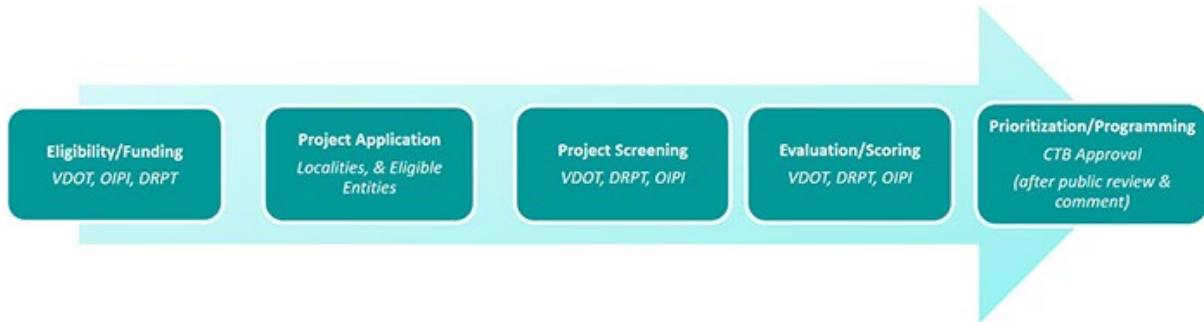 Eligibility/Funding
VDOT, OIPI, DRPT
Project Application
Localities, & Eligible
Entities
Project Screening
VDOT, DRPT, OIPI
Evaluation/Scoring
VDOT, DRPT, OIPI
Prioritization/Programming
CTB Approval
(after public review &
comment)